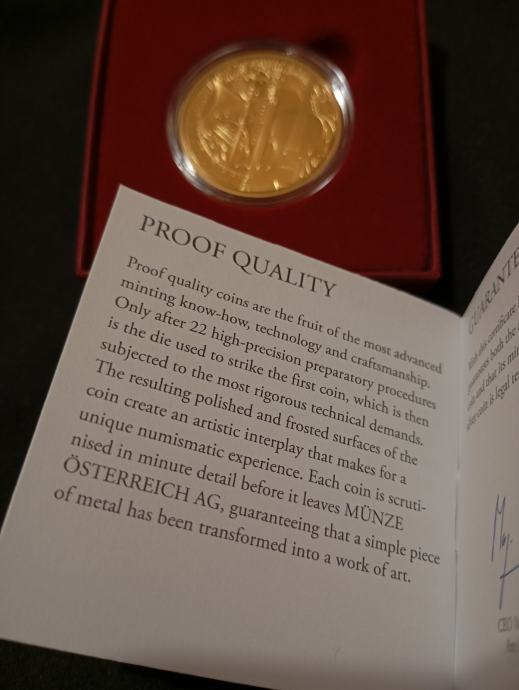 PROOF QUALITY
Proof quality coins are the fruit of the most advanced
minting know-how, technology and craftsmanship.
Only after 22 high-precision preparatory procedures
is the die used to strike the first coin, which is then
subjected to the most rigorous technical demands.
The resulting polished and frosted surfaces of the
coin create an artistic interplay that makes for a
unique numismatic experience. Each coin is scruti-
nised in minute detail before it leaves MÜNZE
ÖSTERREICH AG, guaranteeing that a simple piece
of metal has been transformed into a work of art.
CEO